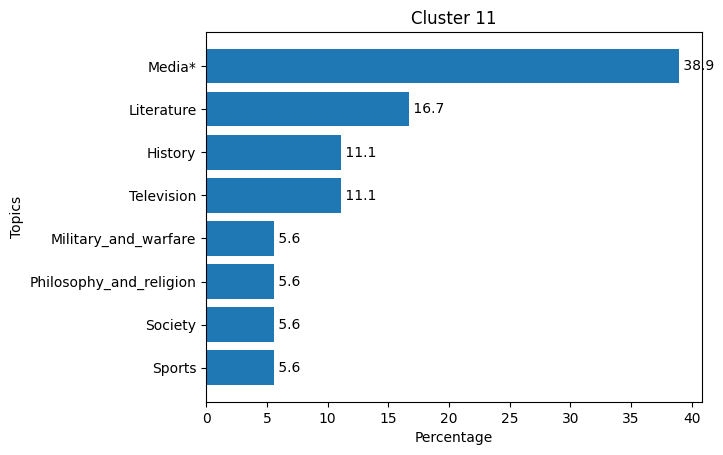 Cluster 11
Media* 38.9
Literature 16.7
History 11.1
Television 11.1
Military_and_warfare 5.6
Philosophy_and_religion 5.6
Society 5.6
Sports 5.6
Topics
0 5 10 15 20 25 30 35 40
Percentage